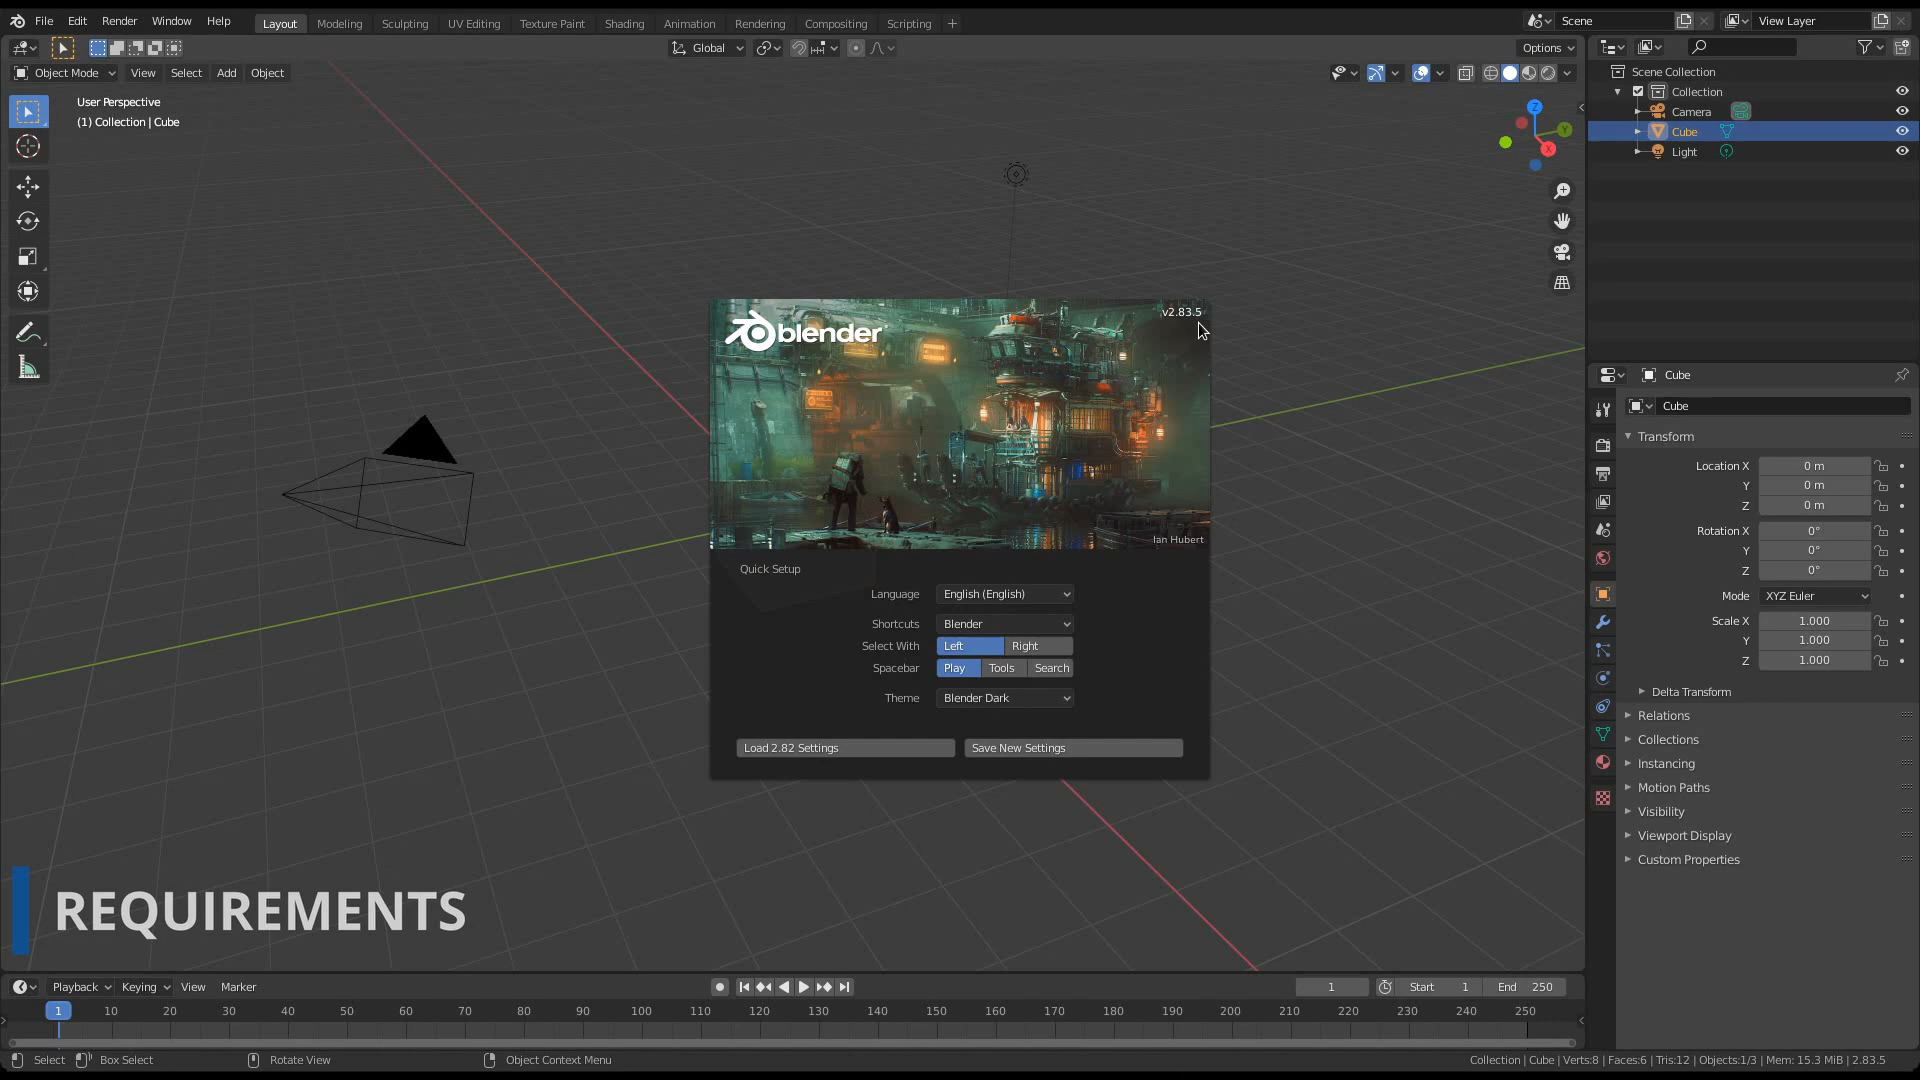 File Edit Render Window Help Layout Modeling Sculpting UV Editing Texture Paint Shading Animation Rendering Compositing Scripting + Scene View Layer
Global Options
Object Mode View Select Add Object
User Perspective
(1) Collection | Cube
Z
Y
X
Scene Collection
Collection
Camera
Cube
Light
blender
v2.83.5
Ian Hubert
Quick Setup
Language English (English)
Shortcuts Blender
Select With Left Right
Spacebar Play Tools Search
Theme Blender Dark
Load 2.82 Settings Save New Settings
Cube
Cube
Transform
Location X 0 m
Y 0 m
Z 0 m
Rotation X 0°
Y 0°
Z 0°
Mode XYZ Euler
Scale X 1.000
Y 1.000
Z 1.000
Delta Transform
Relations
Collections
Instancing
Motion Paths
Visibility
Viewport Display
Custom Properties
REQUIREMENTS
Playback Keying View Marker 1 Start 1 End 250
1 10 20 30 40 50 60 70 80 90 100 110 120 130 140 150 160 170 180 190 200 210 220 230 240 250
Select Box Select Rotate View Object Context Menu Collection | Cube | Verts:8 | Faces:6 | Tris:12 | Objects:1/3 | Mem: 15.3 MiB | 2.83.5